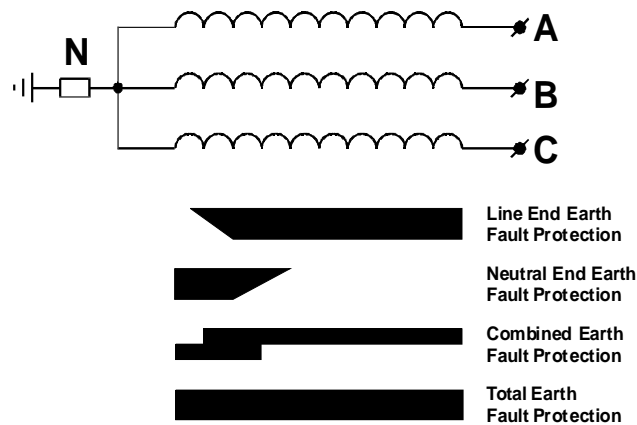 A
N
B
C
Line End Earth
Fault Protection
Neutral End Earth
Fault Protection
Combined Earth
Fault Protection
Total Earth
Fault Protection